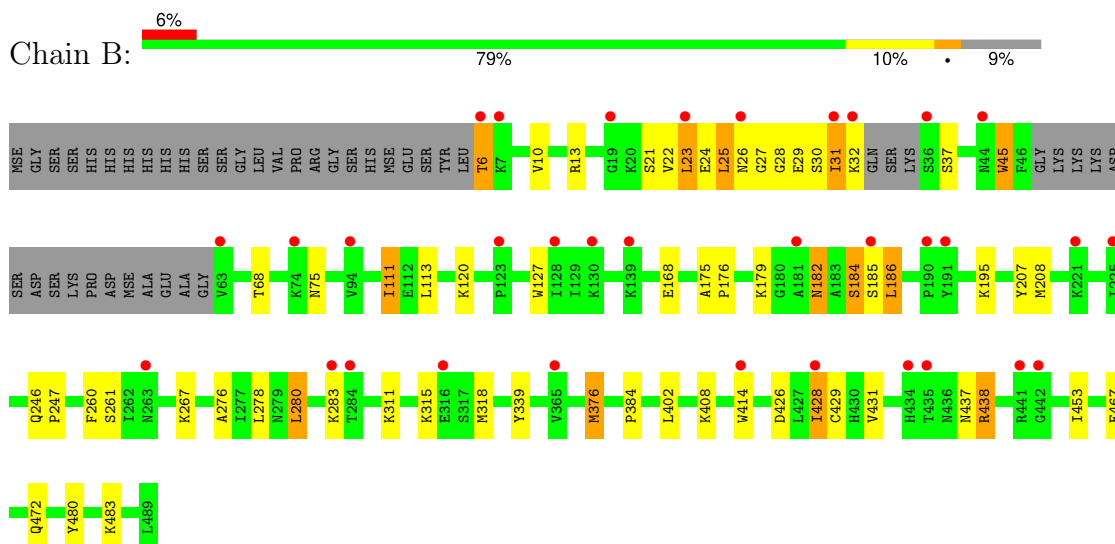 6%
Chain B:
79% 10% • 9%
MSE GLY SER SER HIS HIS HIS HIS HIS HIS SER SER GLY LEU VAL PRO ARG GLY SER HIS MSE GLU SER TYR LEU T6 K7 V10 R13 G19 K20 S21 V22 L23 E24 L25 N26 G27 G28 E29 S30 I31 K32 GLN SER LYS S36 S37 N44 W45 F46 GLY LYS LYS LYS ASP
SER ASP SER LYS PRO ASP MSE ALA GLU ALA GLY V63 T68 K74 N75 V94 I111 E112 L113 K120 P123 W127 I128 I129 K130 K139 E168 A175 P176 K179 G180 A181 N182 A183 S184 S185 L186 P190 Y191 K195 Y207 M208 K221 I225
Q246 P247 F260 S261 I262 N263 K267 A276 I277 L278 N279 L280 K283 T284 K311 K315 E316 S317 M318 Y339 V365 M376 P384 L402 K408 W414 D426 L427 I428 C429 H430 V431 H434 T435 N436 N437 R438 R441 G442 I453
Q472 Y480 K483 L489